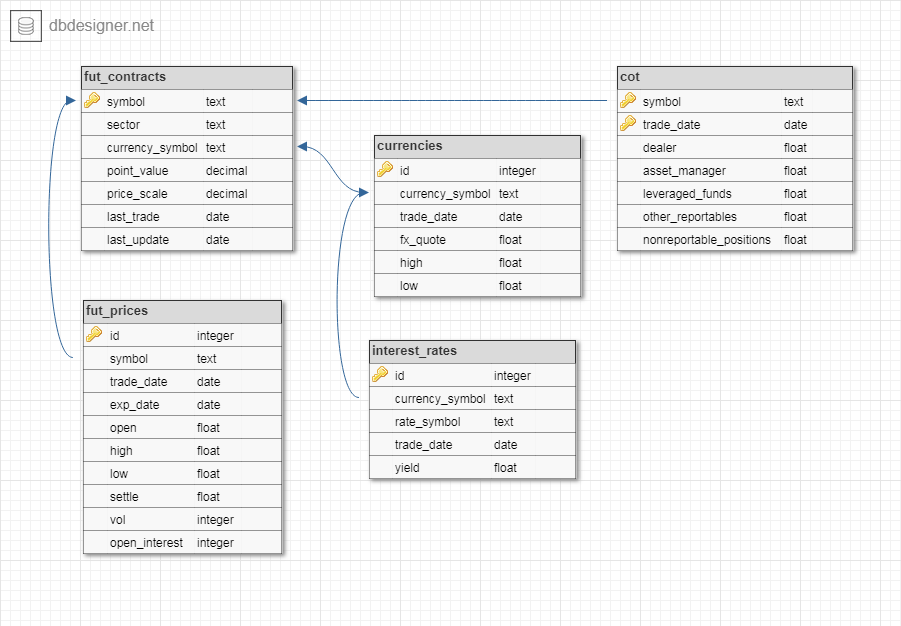 dbdesigner.net
fut_contracts
symbol text
sector text
currency_symbol text
point_value decimal
price_scale decimal
last_trade date
last_update date
cot
symbol text
trade_date date
dealer float
asset_manager float
leveraged_funds float
other_reportables float
nonreportable_positions float
currencies
id integer
currency_symbol text
trade_date date
fx_quote float
high float
low float
fut_prices
id integer
symbol text
trade_date date
exp_date date
open float
high float
low float
settle float
vol integer
open_interest integer
interest_rates
id integer
currency_symbol text
rate_symbol text
trade_date date
yield float